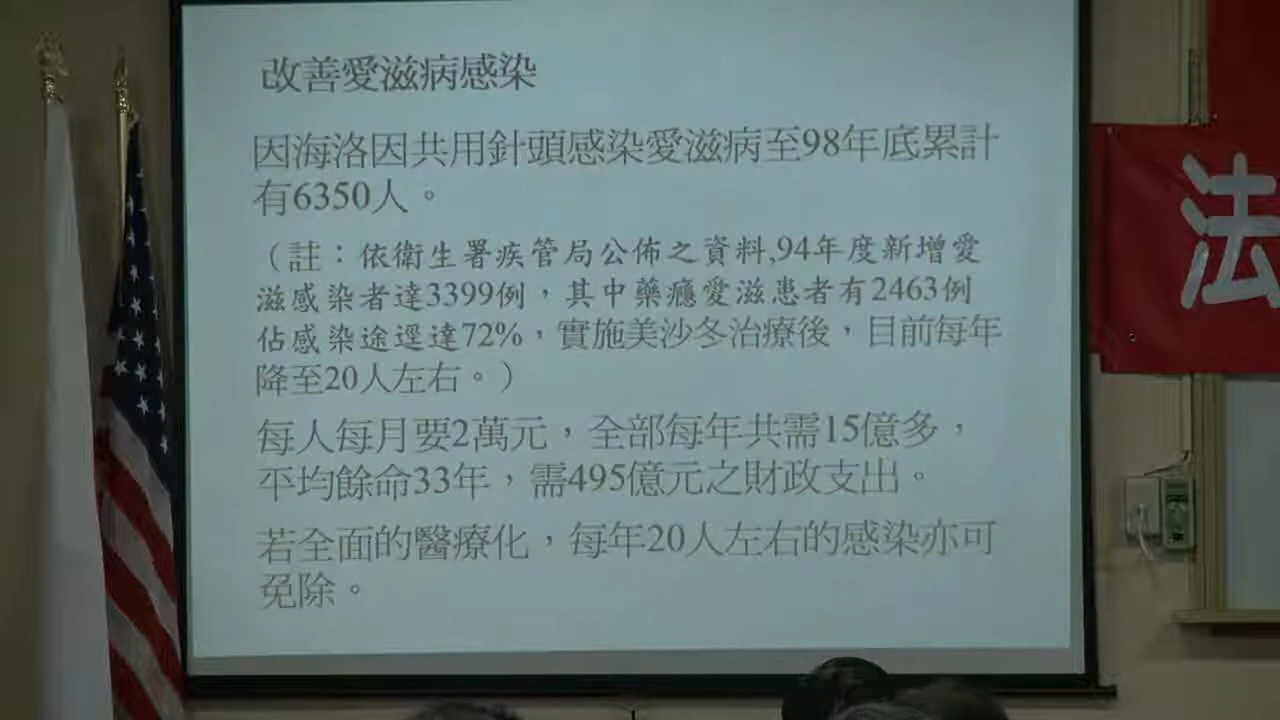 改善愛滋病感染
因海洛因共用針頭感染愛滋病至98年底累計
有6350人。
（註：依衛生署疾管局公佈之資料,94年度新增愛
滋感染者達3399例，其中藥癮愛滋患者有2463例
佔感染途逕達72%，實施美沙冬治療後，目前每年
降至20人左右。）
每人每月要2萬元，全部每年共需15億多，
平均餘命33年，需495億元之財政支出。
若全面的醫療化，每年20人左右的感染亦可
免除。
法